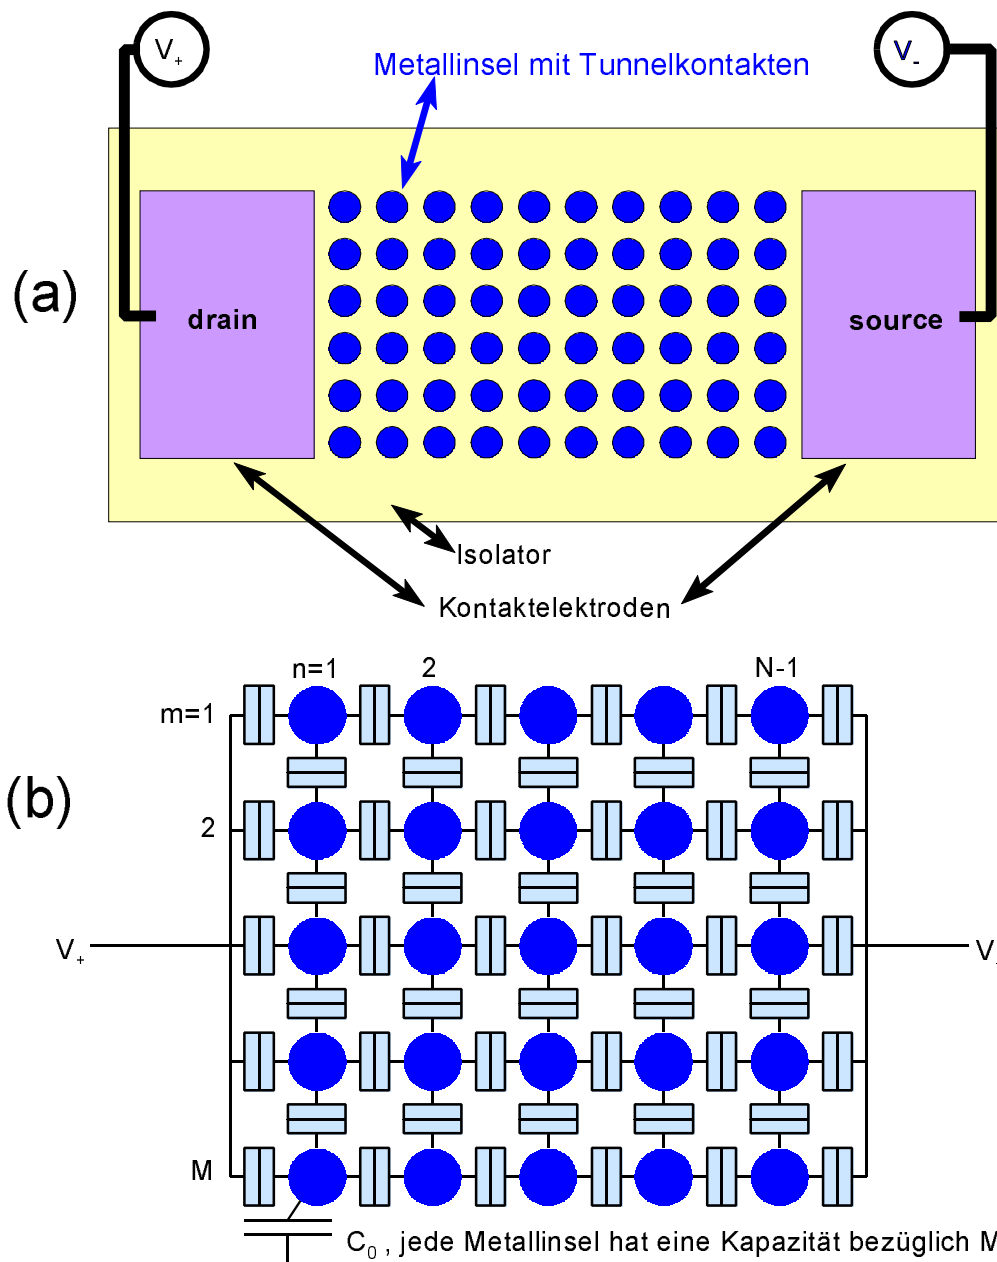 V+
V-
Metallinsel mit Tunnelkontakten
(a)
drain
source
Isolator
Kontaktelektroden
n=1 2 N-1
m=1
(b)
2
V+
V-
M
C0 , jede Metallinsel hat eine Kapazität bezüglich M